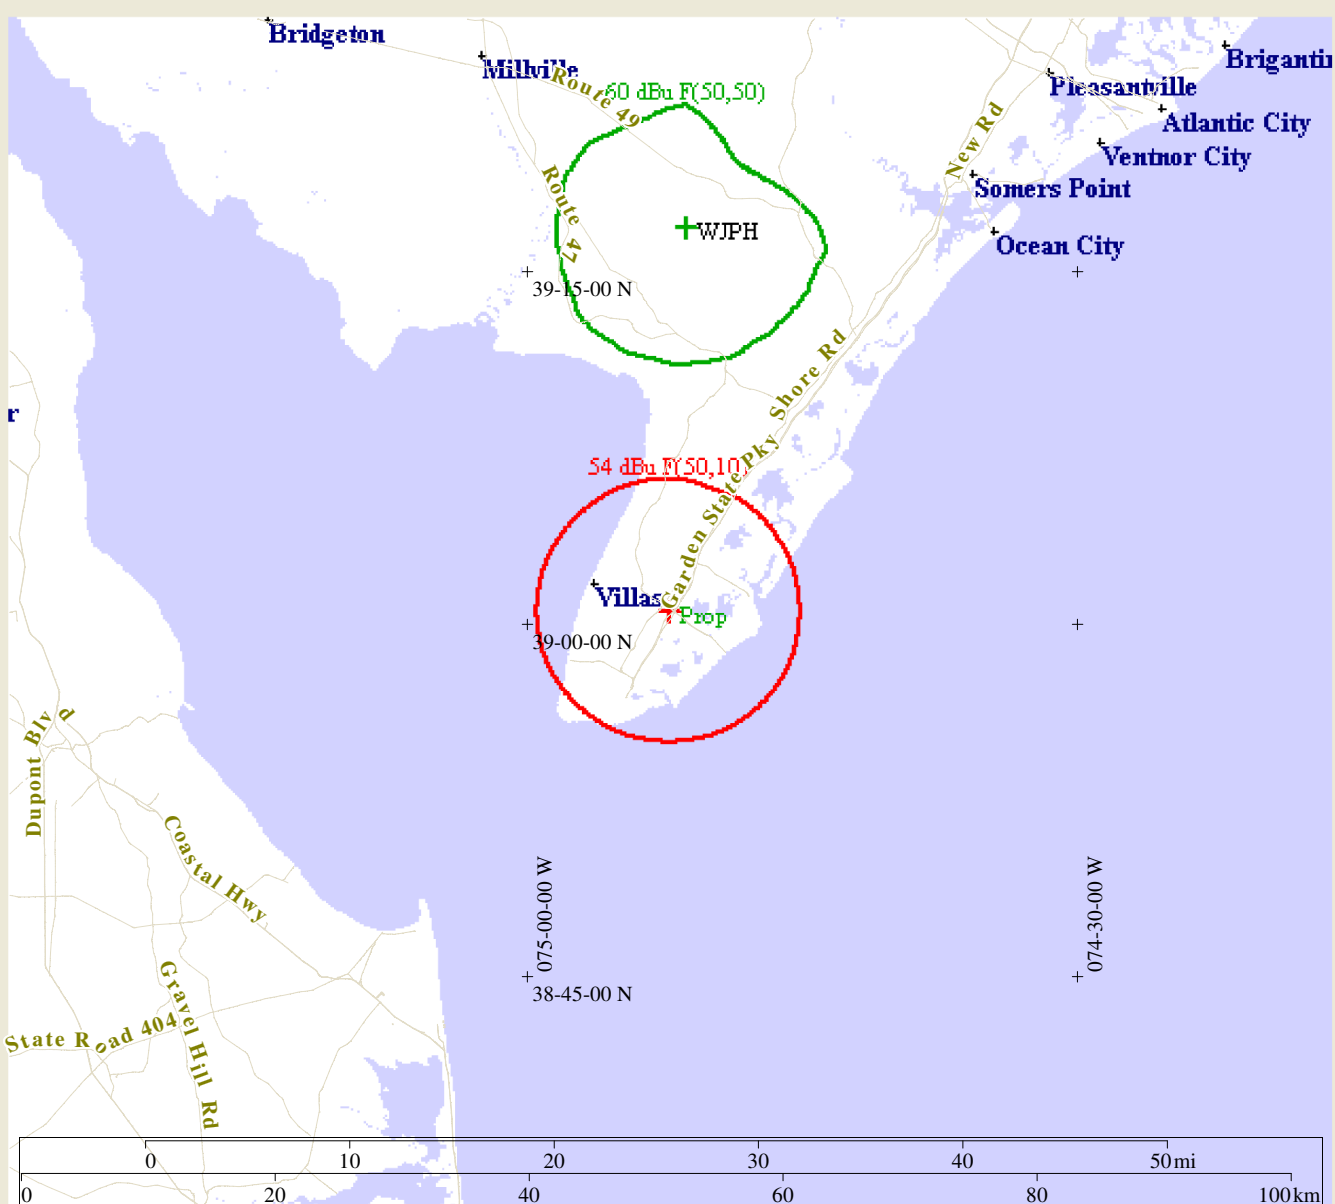 Bridgeton
Millville
Route 49
60 dBu F(50,50)
Pleasantville
Atlantic City
Ventnor City
New Rd
Somers Point
Route 47
WJPH
Ocean City
39-15-00 N
Shore Rd
r
54 dBu F(50,10)
Garden State Pky
Villas
Prop
39-00-00 N
Dupont Blvd
Coastal Hwy
075-00-00 W
074-30-00 W
38-45-00 N
Gravel Hill Rd
State Road 404
0 10 20 30 40 50 mi
0 20 40 60 80 100 km